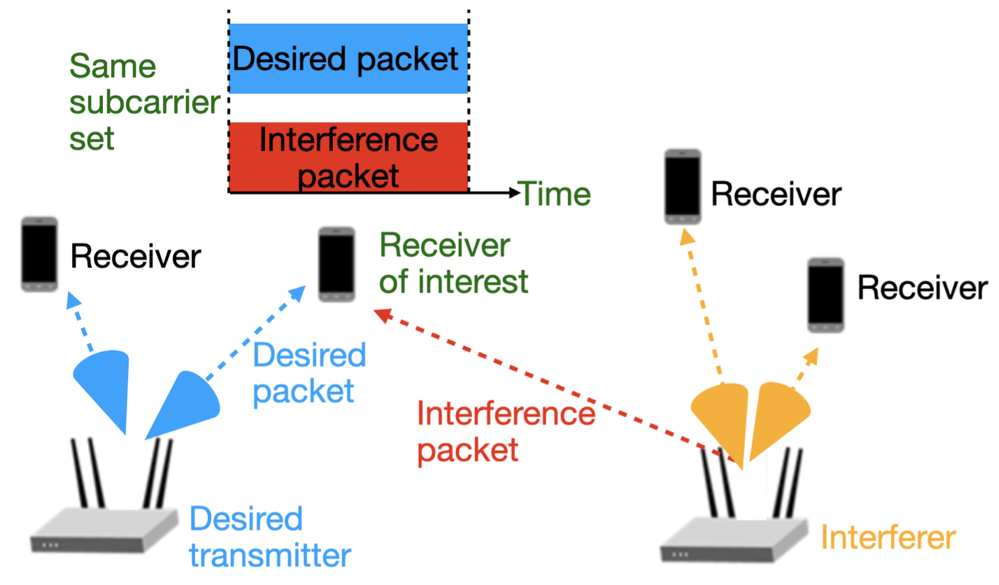 Same
subcarrier
set
Desired packet
Interference
packet
Time
Receiver
Receiver
Receiver
of interest
Receiver
Desired
packet
Interference
packet
Desired
transmitter
Interferer